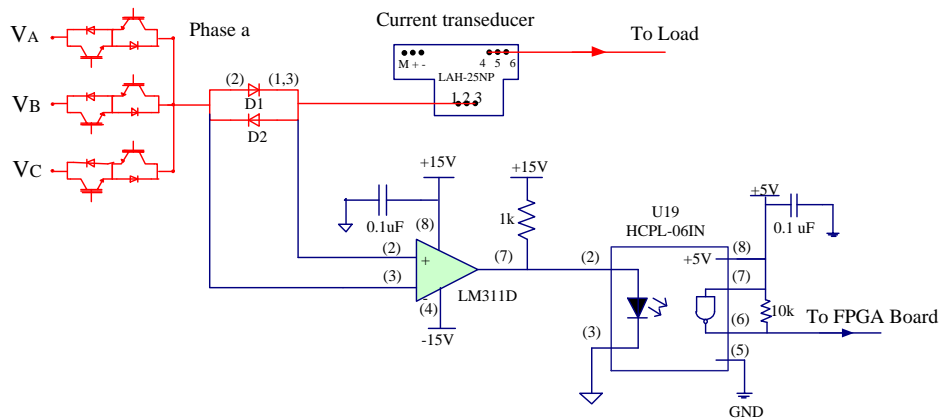 Current transeducer
Phase a
To Load
VA
M + -
4 5 6
LAH-25NP
(2) (1,3)
1 2 3
D1
VB
D2
VC
+15V
+15V
+5V
0.1uF
(8)
1k
U19
HCPL-06IN
0.1 uF
(2)
+
(7)
(2)
+5V
(8)
(3)
(7)
-
LM311D
10k
(4)
(3)
(6)
To FPGA Board
-15V
(5)
GND